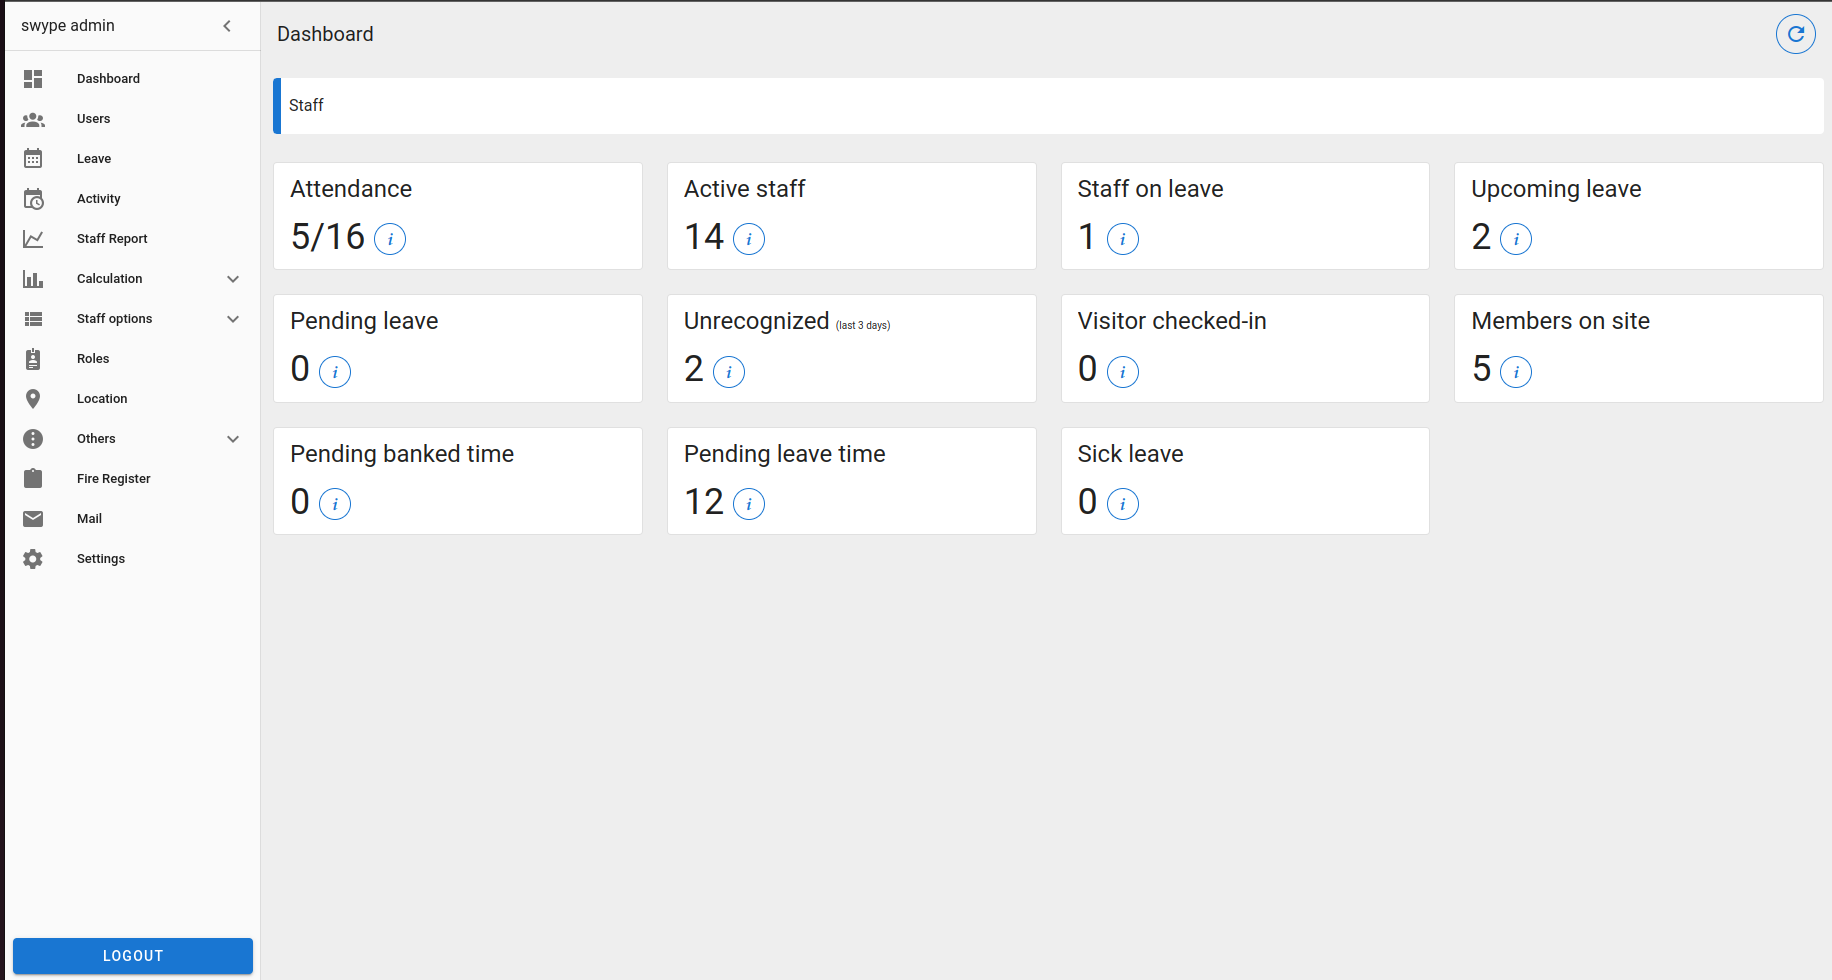 swype admin
Dashboard
Users
Leave
Activity
Staff Report
Calculation
Staff options
Roles
Location
Others
Fire Register
Mail
Settings
LOGOUT
Dashboard
Staff
Attendance
5/16 i
Active staff
14 i
Staff on leave
1 i
Upcoming leave
2 i
Pending leave
0 i
Unrecognized (last 3 days)
2 i
Visitor checked-in
0 i
Members on site
5 i
Pending banked time
0 i
Pending leave time
12 i
Sick leave
0 i